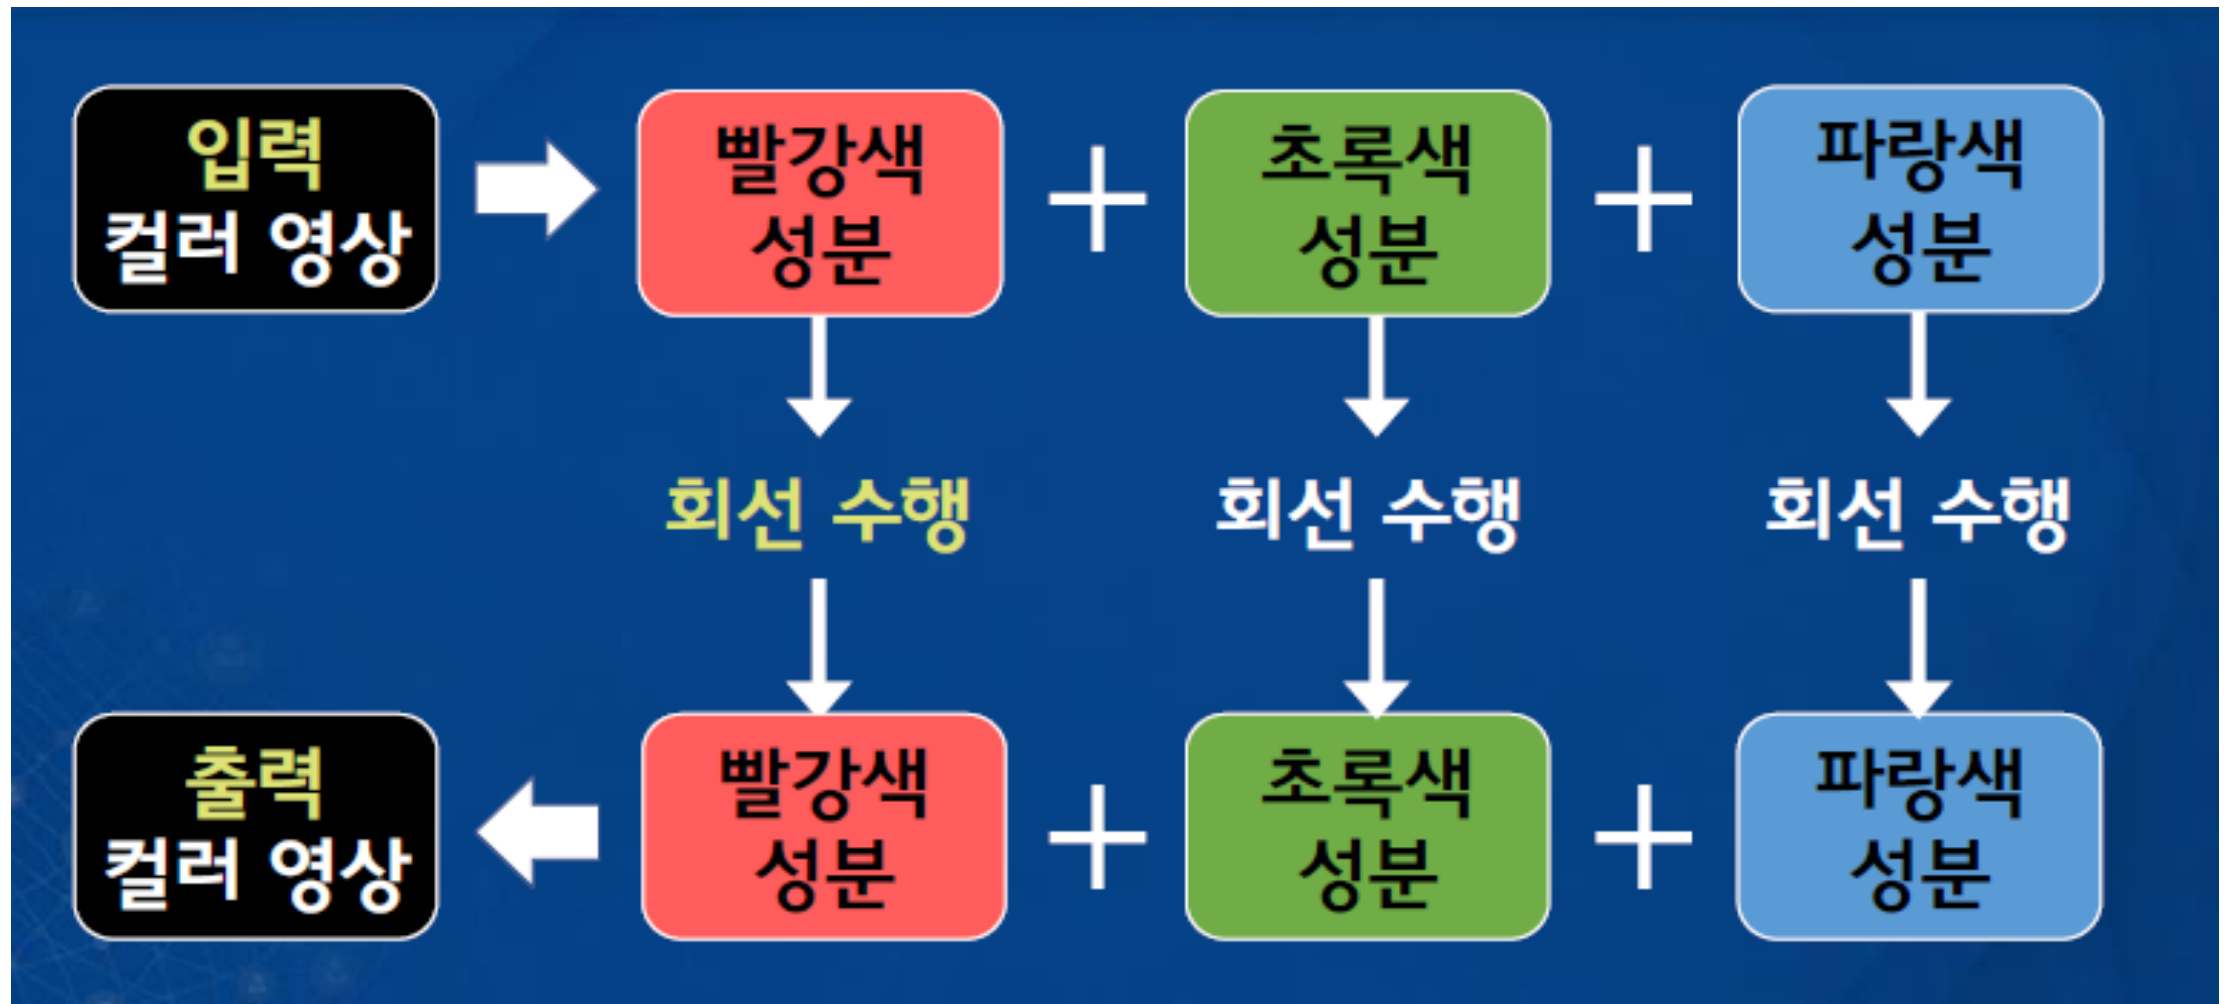 입력
컬러 영상
빨강색
성분
+
초록색
성분
+
파랑색
성분
회선 수행
회선 수행
회선 수행
출력
컬러 영상
빨강색
성분
+
초록색
성분
+
파랑색
성분